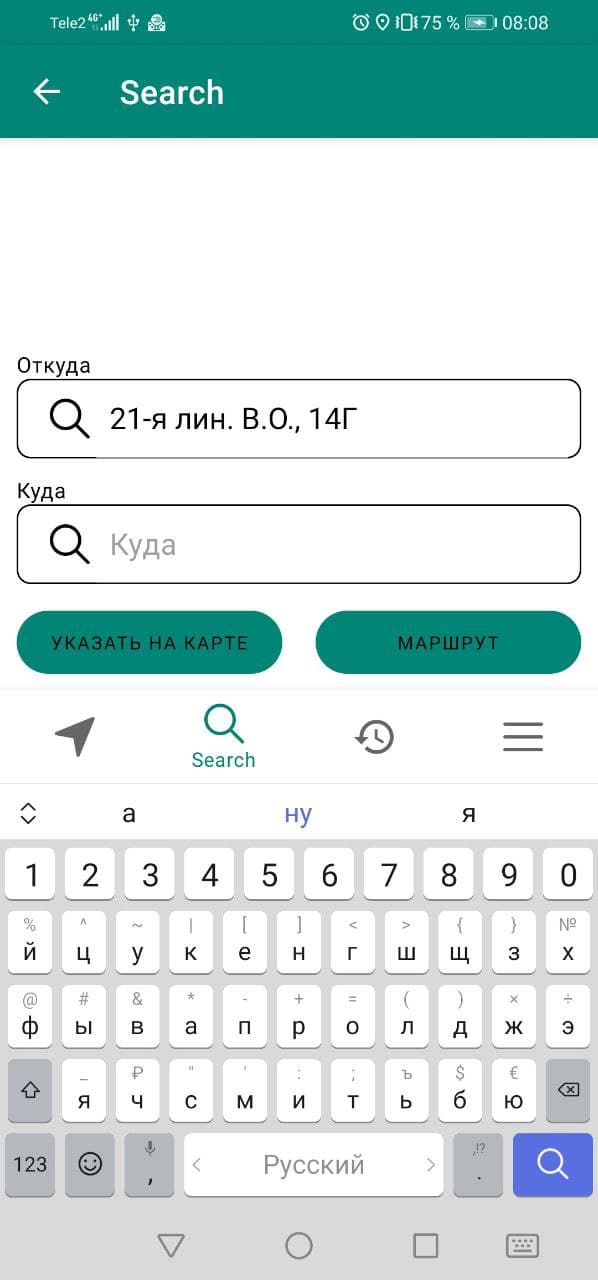 Tele2 4G+ 75 % 08:08
Search
Откуда
21-я лин. В.О., 14Г
Куда
Куда
УКАЗАТЬ НА КАРТЕ МАРШРУТ
Search
а ну я
1 2 3 4 5 6 7 8 9 0
% ^ ~ | [ ] < > { } №
й ц у к е н г ш щ з х
@ # & * - + = ( ) × ÷
ф ы в а п р о л д ж э
_ ₽ " ' : ; ъ $ €
я ч с м и т ь б ю
,!?
123 , < Русский > .